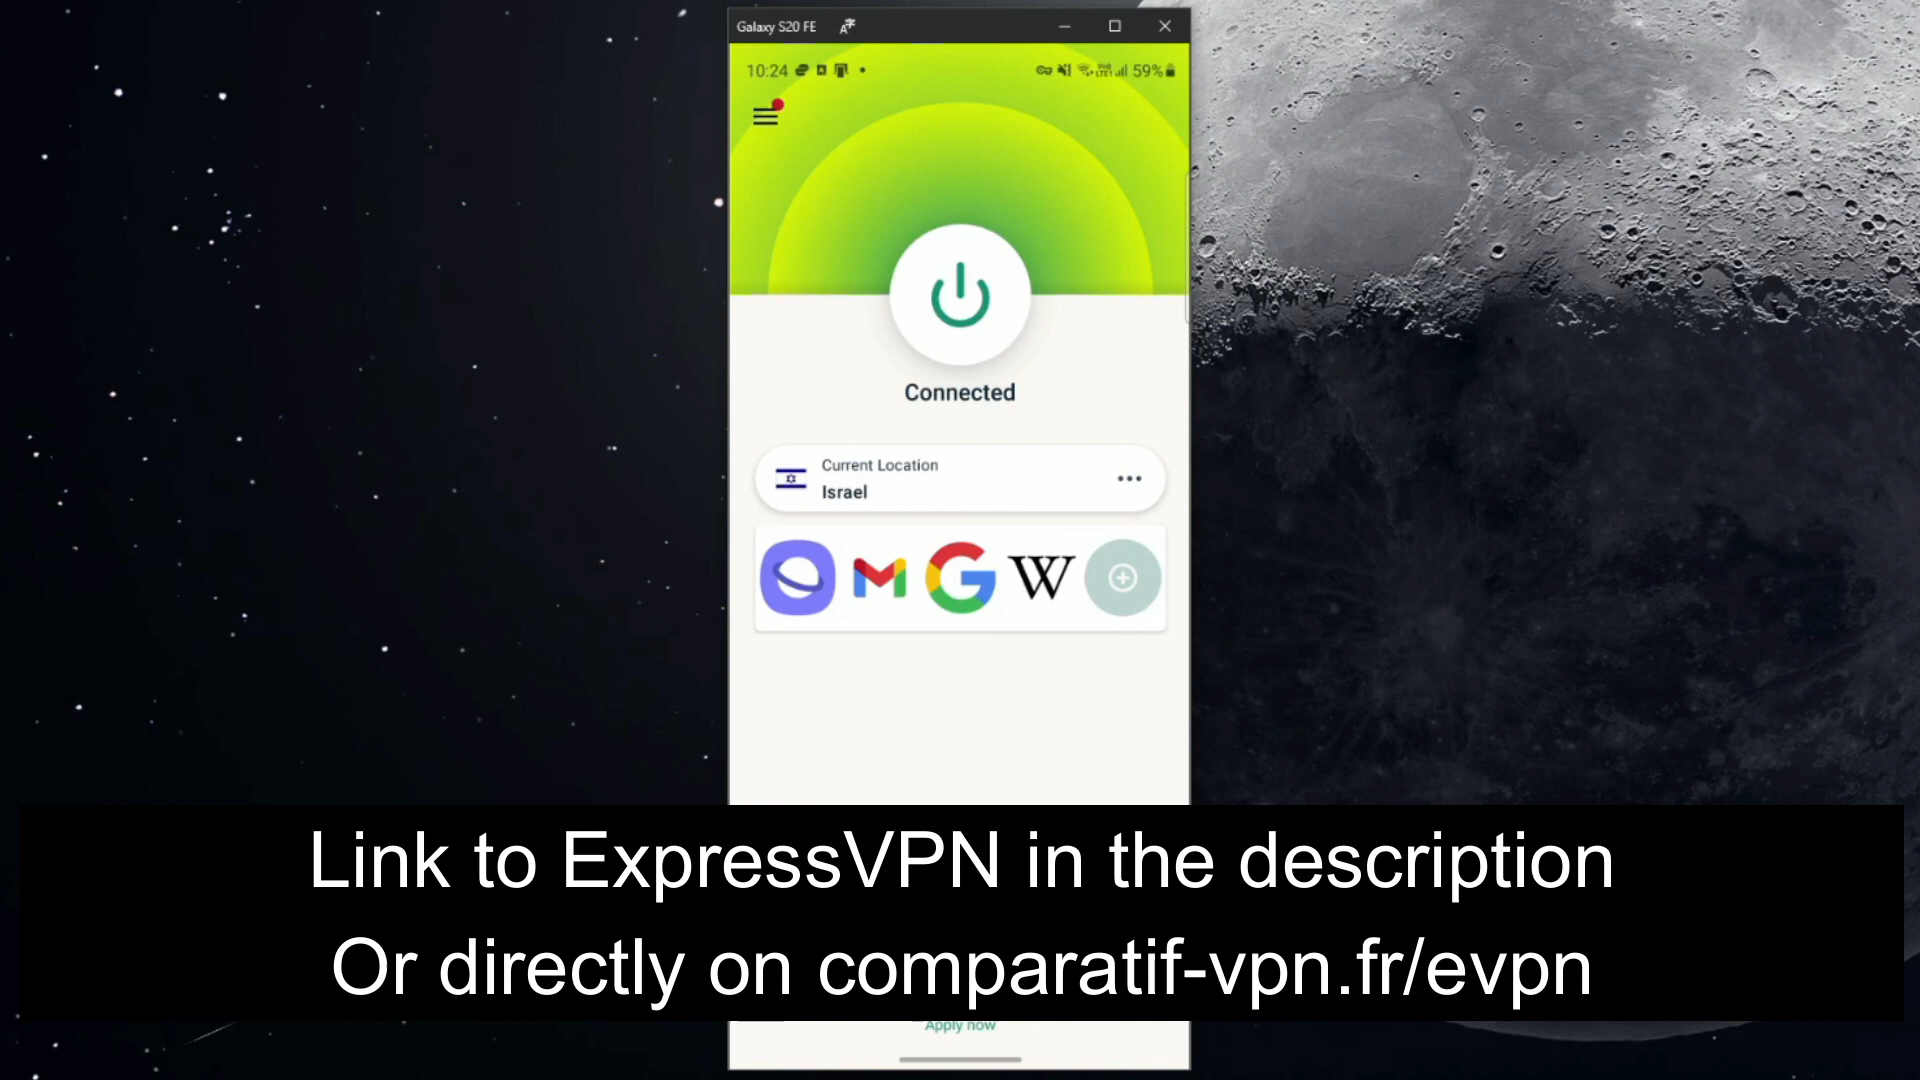 Galaxy S20 FE
10:24
59%
Connected
Current Location
Israel
Link to ExpressVPN in the description
Or directly on comparatif-vpn.fr/evpn
Apply now